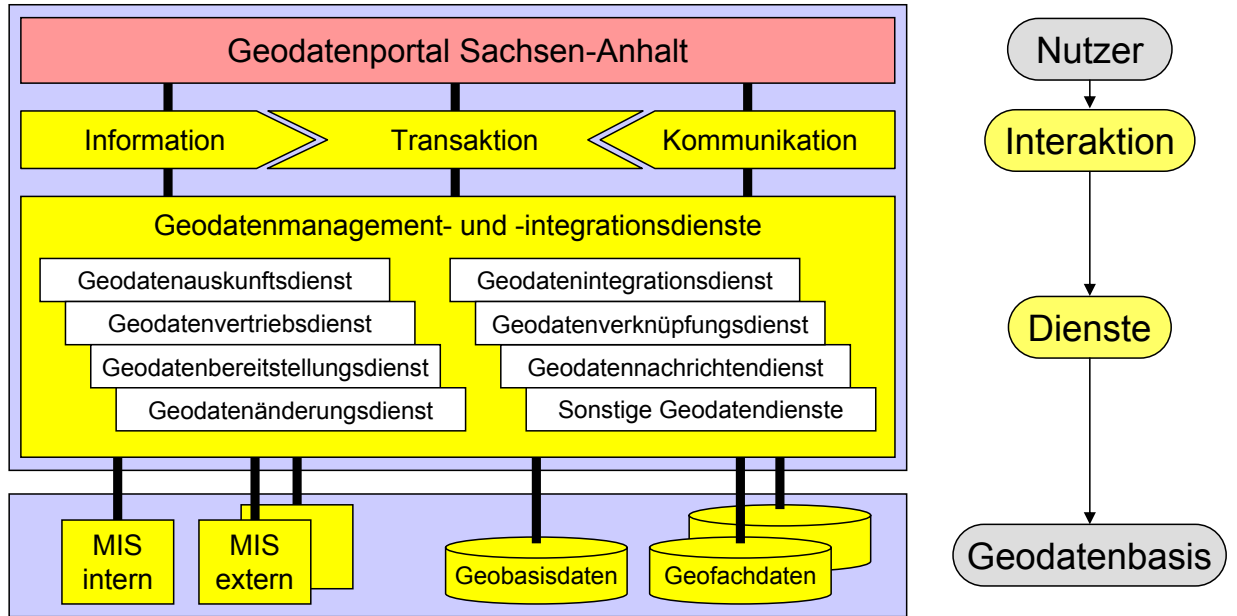 Geodatenportal Sachsen-Anhalt
Information
Transaktion
Kommunikation
Geodatenmanagement- und -integrationsdienste
Geodatenauskunftsdienst
Geodatenvertriebsdienst
Geodatenbereitstellungsdienst
Geodatenänderungsdienst
Geodatenintegrationsdienst
Geodatenverknüpfungsdienst
Geodatennachrichtendienst
Sonstige Geodatendienste
MIS
intern
MIS
extern
Geobasisdaten
Geofachdaten
Nutzer
Interaktion
Dienste
Geodatenbasis